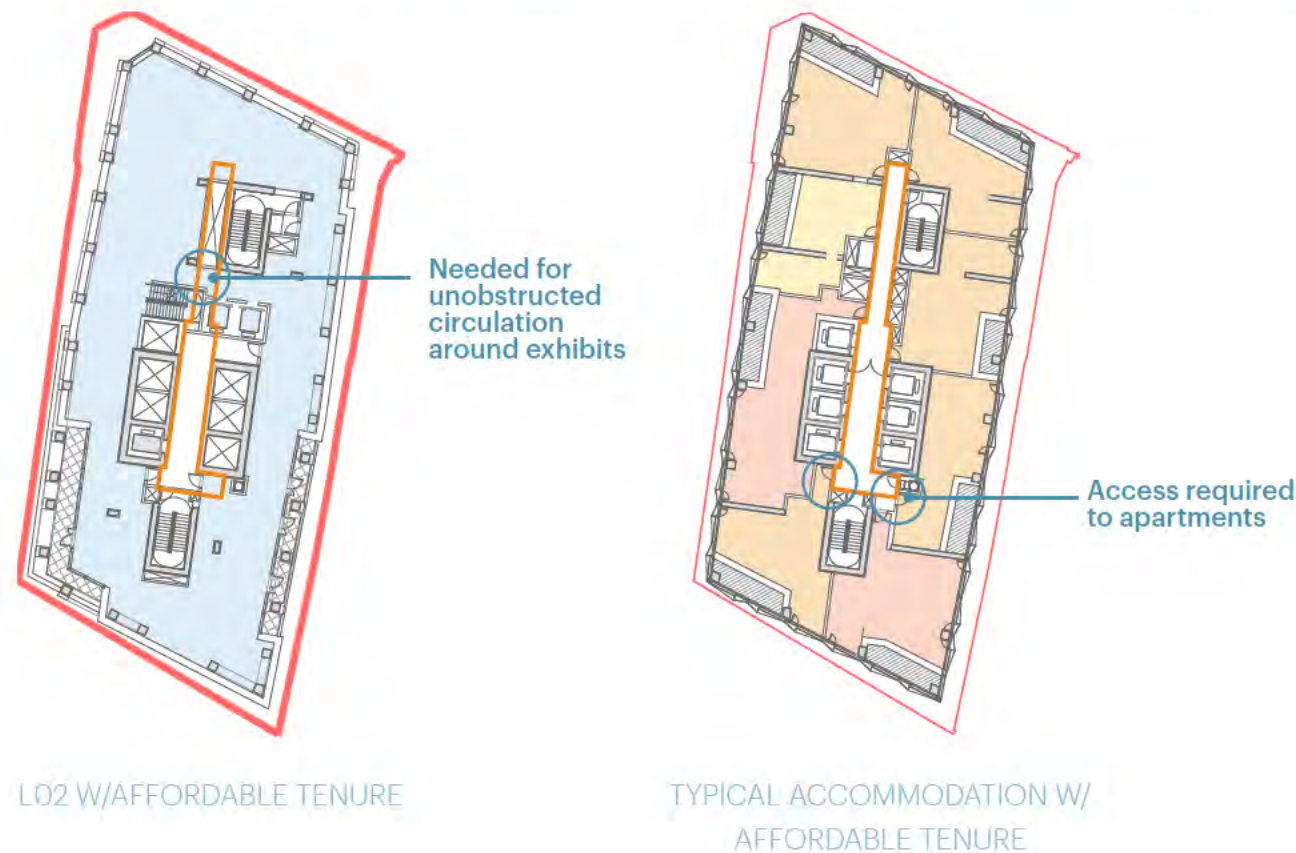 Needed for
unobstructed
circulation
around exhibits
Access required
to apartments
L02 W/AFFORDABLE TENURE
TYPICAL ACCOMMODATION W/
AFFORDABLE TENURE